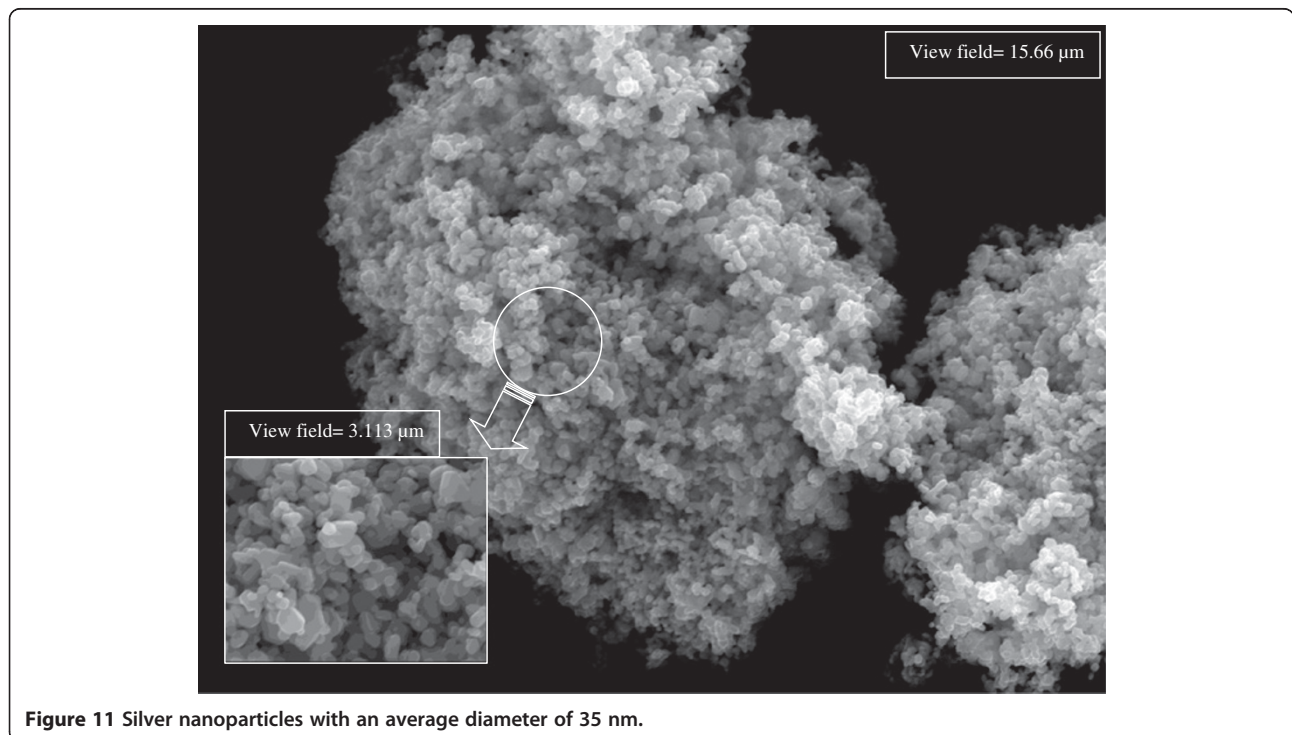 View field= 15.66 µm
View field= 3.113 µm
Figure 11 Silver nanoparticles with an average diameter of 35 nm.